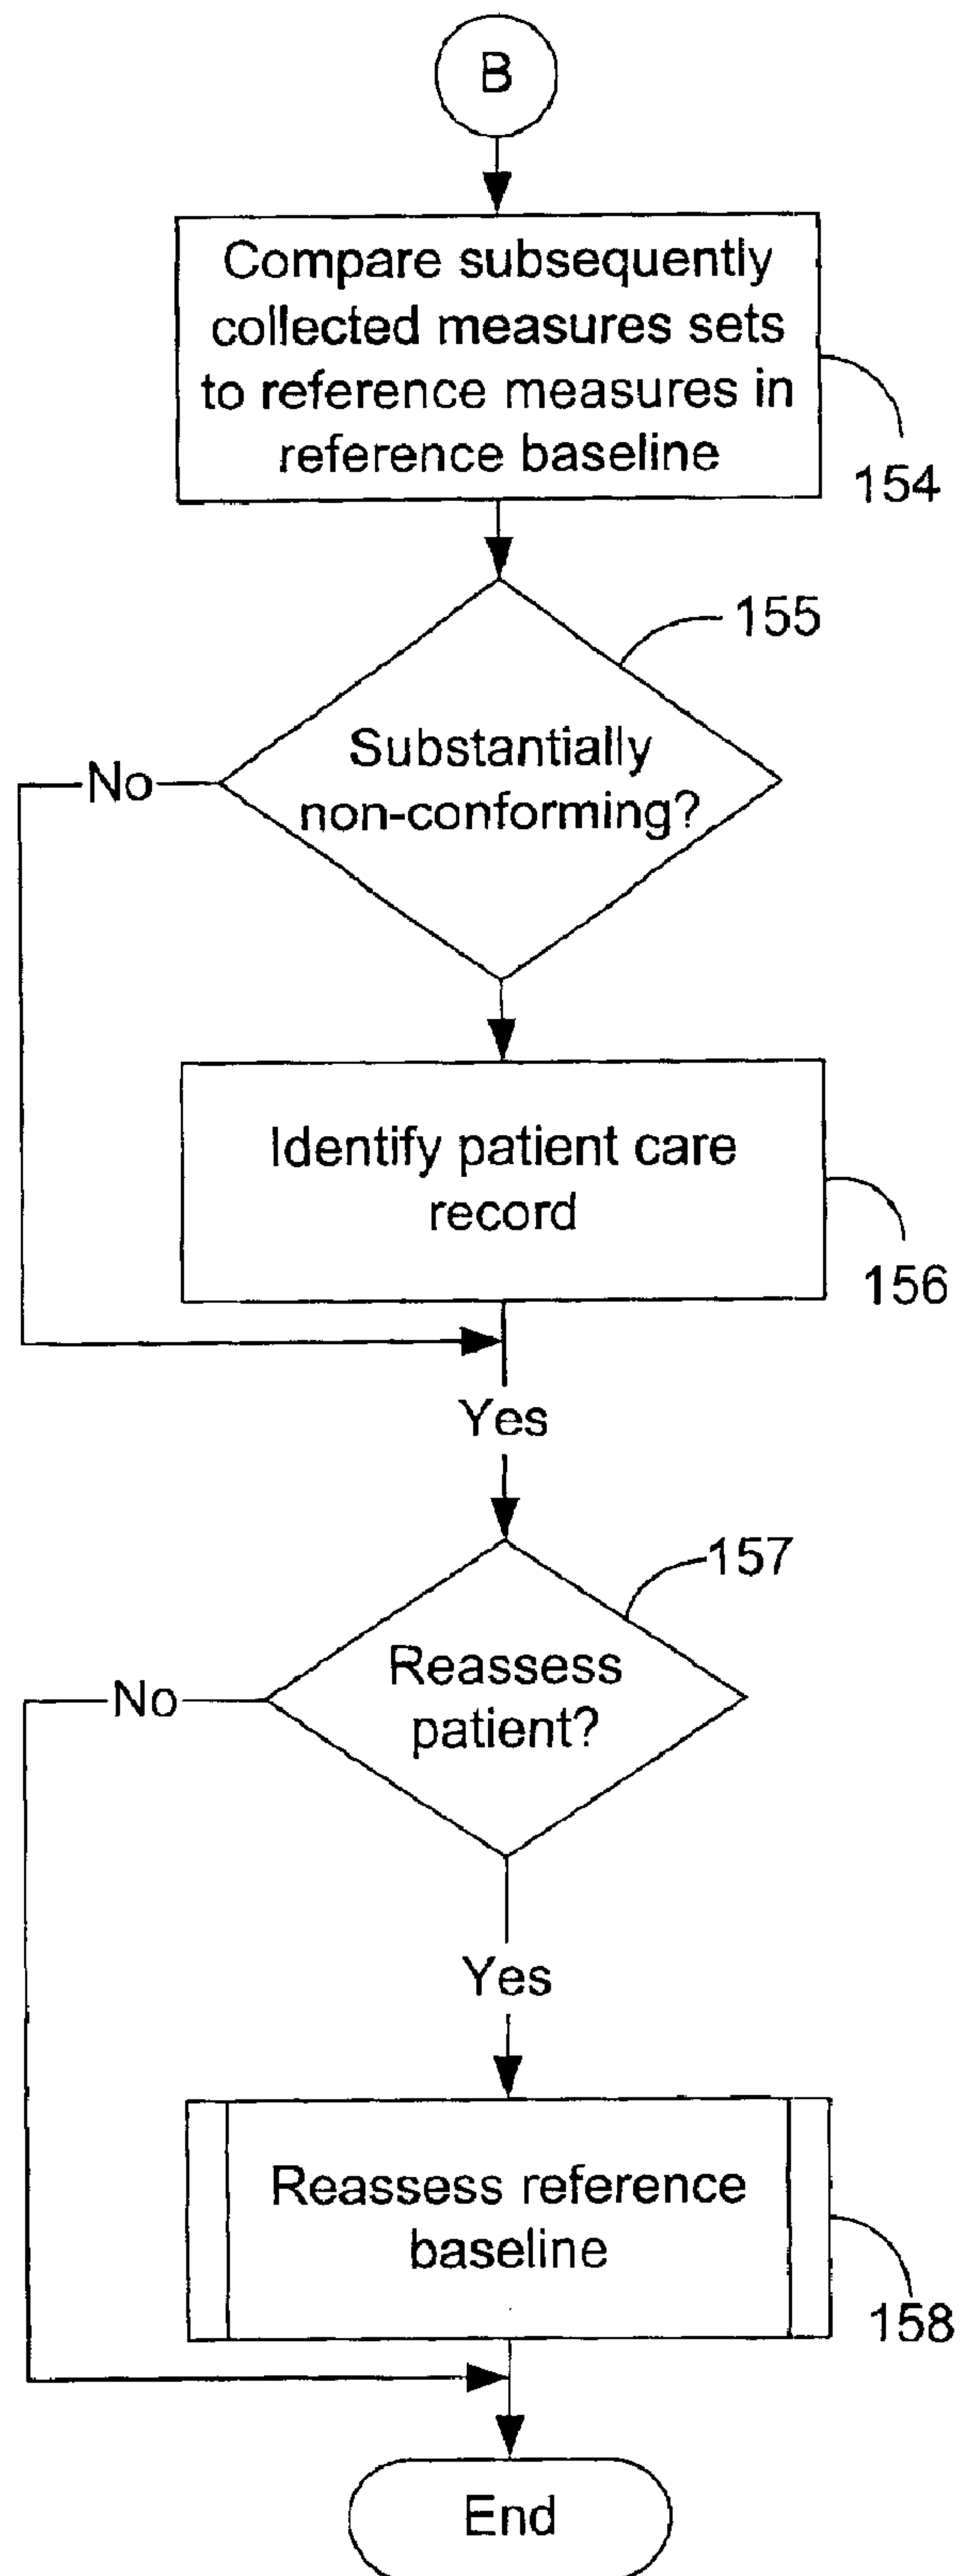 B
Compare subsequently
collected measures sets
to reference measures in
reference baseline
154
155
Substantially
non-conforming?
No
Identify patient care
record
156
Yes
157
Reassess
patient?
No
Yes
Reassess reference
baseline
158
End